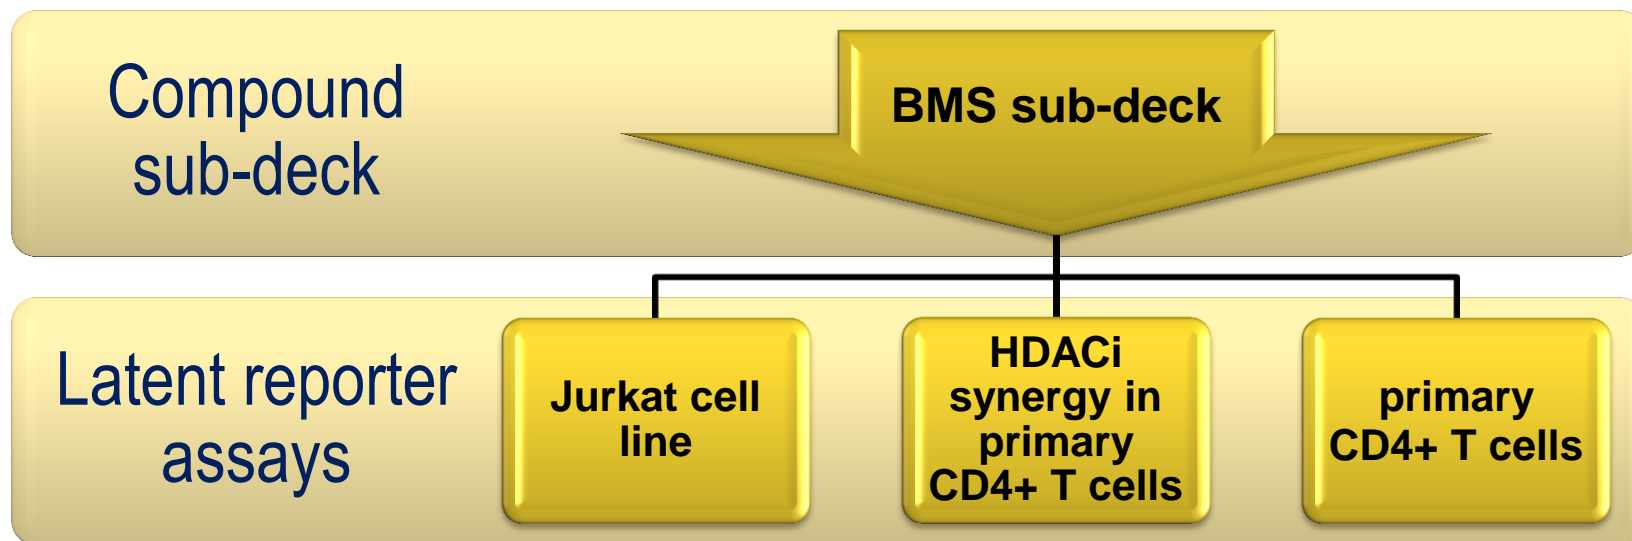 Compound
sub-deck
BMS sub-deck
Latent reporter
assays
Jurkat cell
line
HDACi
synergy in
primary
CD4+ T cells
primary
CD4+ T cells